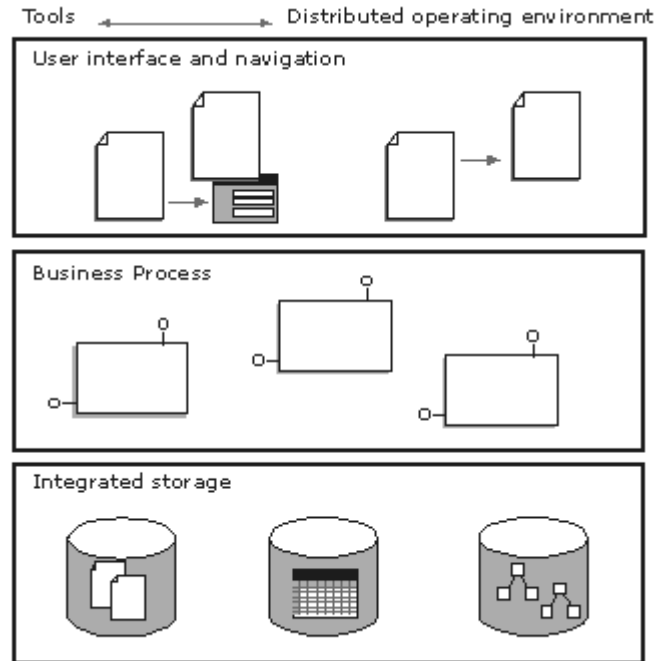 Tools Distributed operating environment
User interface and navigation
Business Process
Integrated storage